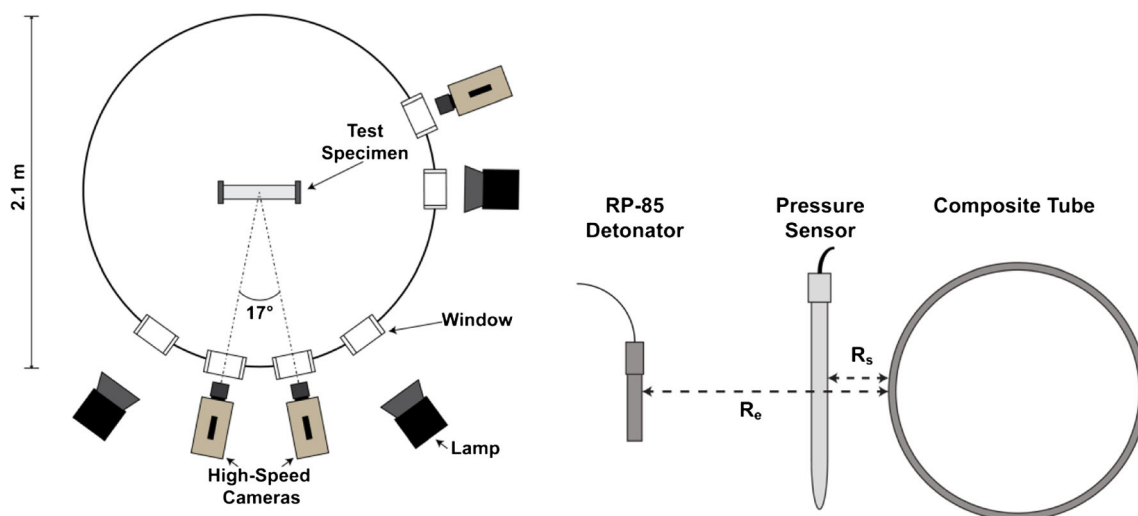 2.1 m
Test
Specimen
17°
Window
Lamp
High-Speed
Cameras
RP-85
Detonator
Pressure
Sensor
Composite Tube
Rs
Re